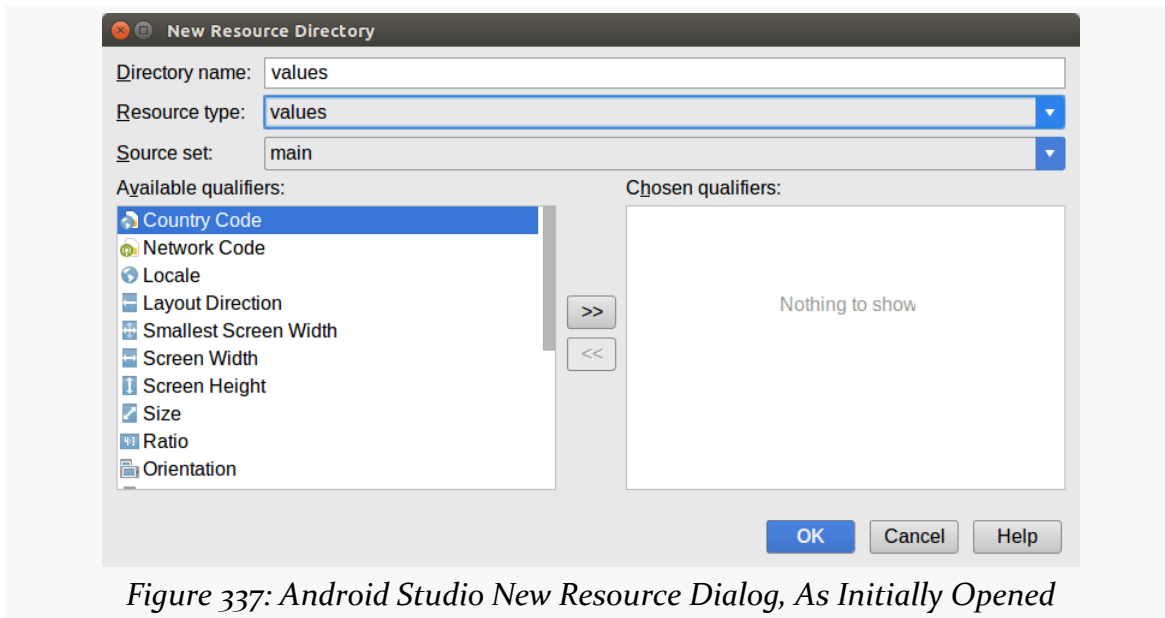 New Resource Directory
Directory name: values
Resource type: values
Source set: main
Available qualifiers:
Chosen qualifiers:
Country Code
Network Code
Locale
Layout Direction
Smallest Screen Width
Screen Width
Screen Height
Size
Ratio
Orientation
>>
<<
Nothing to show
OK Cancel Help
Figure 337: Android Studio New Resource Dialog, As Initially Opened